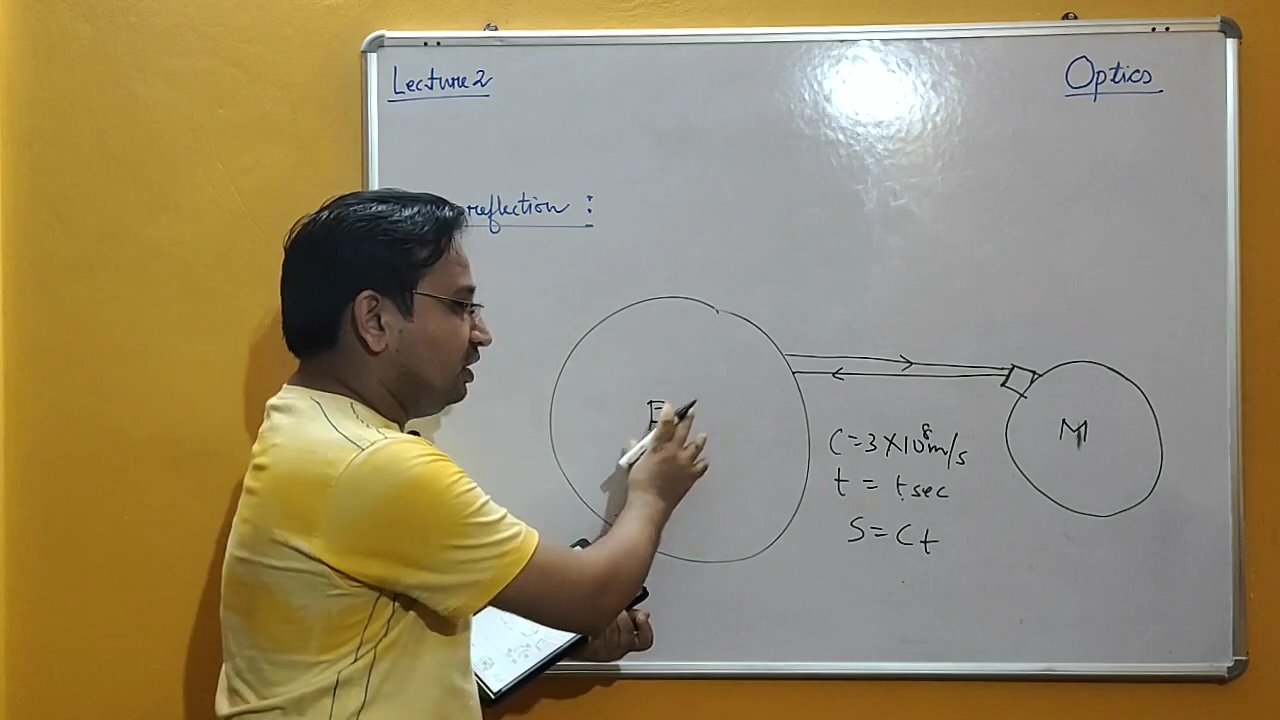 Lecture 2
Optics
reflection :
E
M
C = 3 × 10⁸ m/s
t = t sec
S = Ct